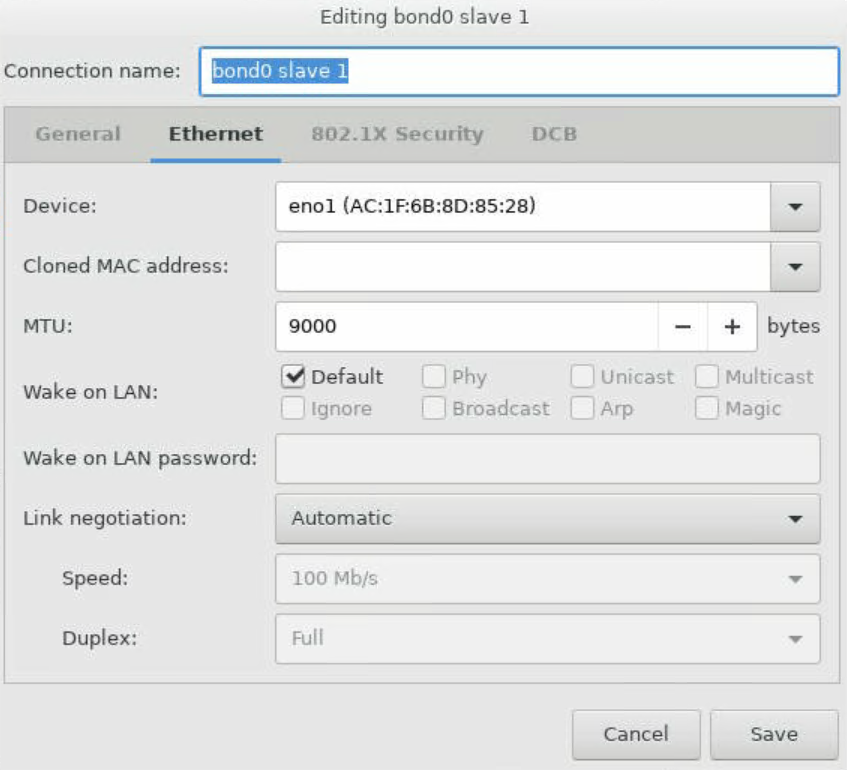 Editing bond0 slave 1
Connection name: bond0 slave 1
General Ethernet 802.1X Security DCB
Device: eno1 (AC:1F:6B:8D:85:28)
Cloned MAC address:
MTU: 9000 − + bytes
Wake on LAN:
Default Phy Unicast Multicast
Ignore Broadcast Arp Magic
Wake on LAN password:
Link negotiation: Automatic
Speed: 100 Mb/s
Duplex: Full
Cancel Save